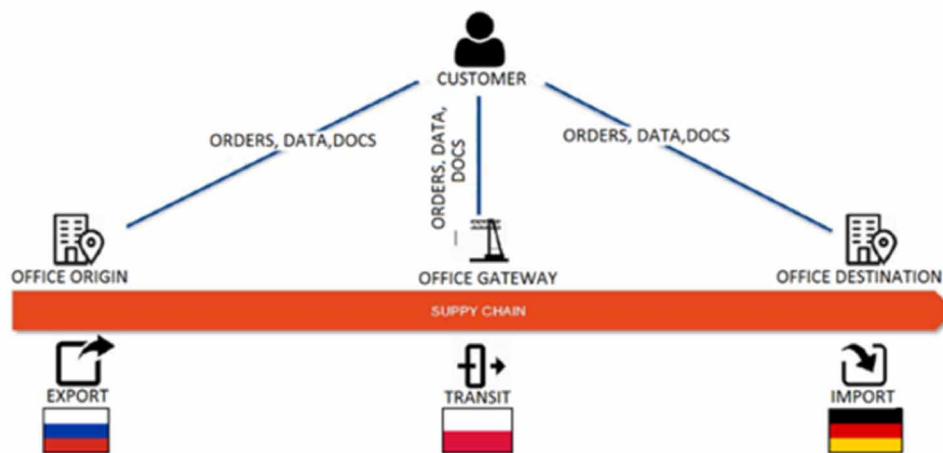 CUSTOMER
ORDERS, DATA,DOCS
ORDERS, DATA,
DOCS
ORDERS, DATA,DOCS
OFFICE ORIGIN
OFFICE GATEWAY
OFFICE DESTINATION
SUPPY CHAIN
EXPORT
TRANSIT
IMPORT